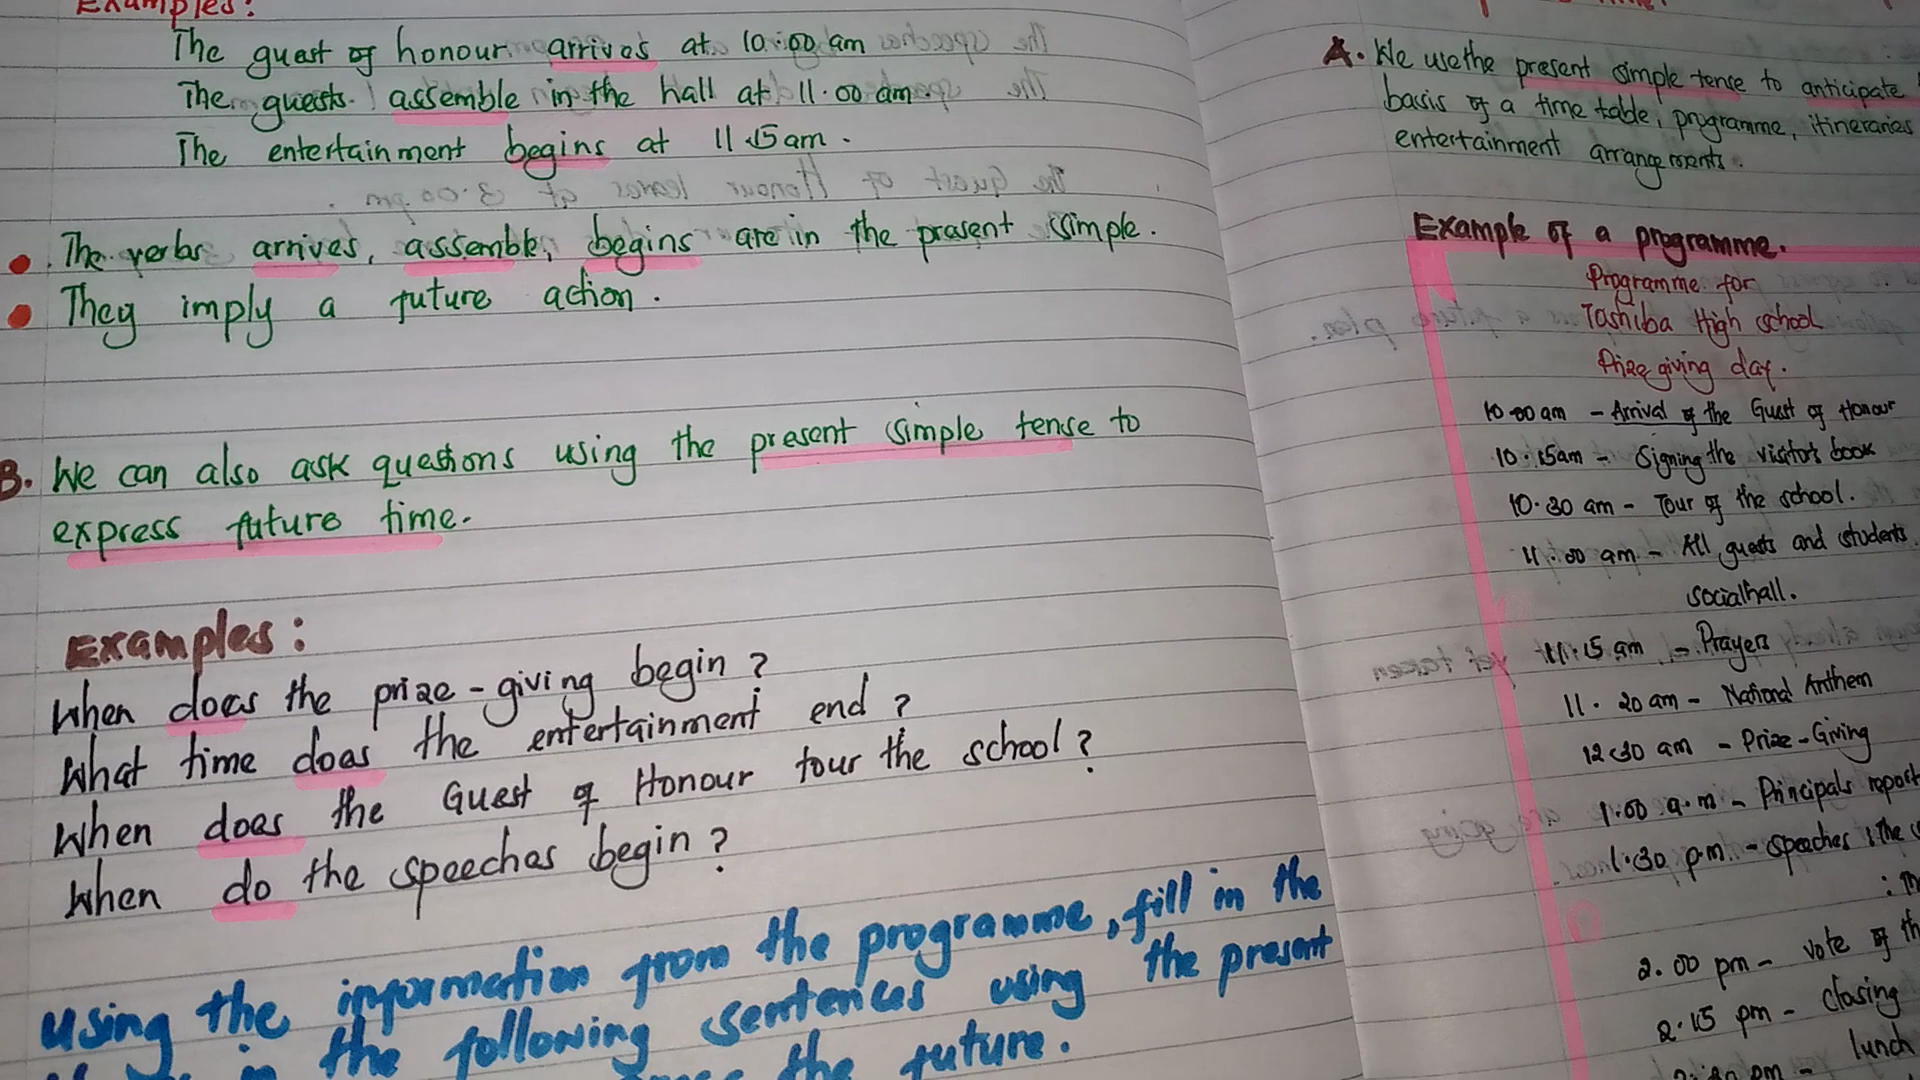 Examples:
The guest of honour arrives at 10:00 am
The guests assemble in the hall at 11.00 am.
The entertainment begins at 11.15am.
The verbs arrives, assemble, begins are in the present simple.
They imply a future action.
B. We can also ask questions using the present simple tense to
express future time.
Examples:
When does the prize-giving begin?
What time does the entertainment end?
When does the Guest of Honour tour the school?
When do the speeches begin?
Using the information from the programme, fill in the
in the following sentences using the present
the future.
A. We use the present simple tense to anticipate
basis of a time table, programme, itineraries
entertainment arrangements.
Example of a programme.
Programme for
Tashiba High school
Prize giving day.
10.00am - Arrival of the Guest of Honour
10.15am - Signing the visitor's book
10.30 am - Tour of the school.
11.00 am - All guests and students
social hall.
11:15 am - Prayers
11.20am - National Anthem
12.30 am - Prize-Giving
1.00 a.m - Principals report
1.30 p.m. - speeches : The
2.00 pm - vote of th
2.15 pm - closing
lunch
pm -